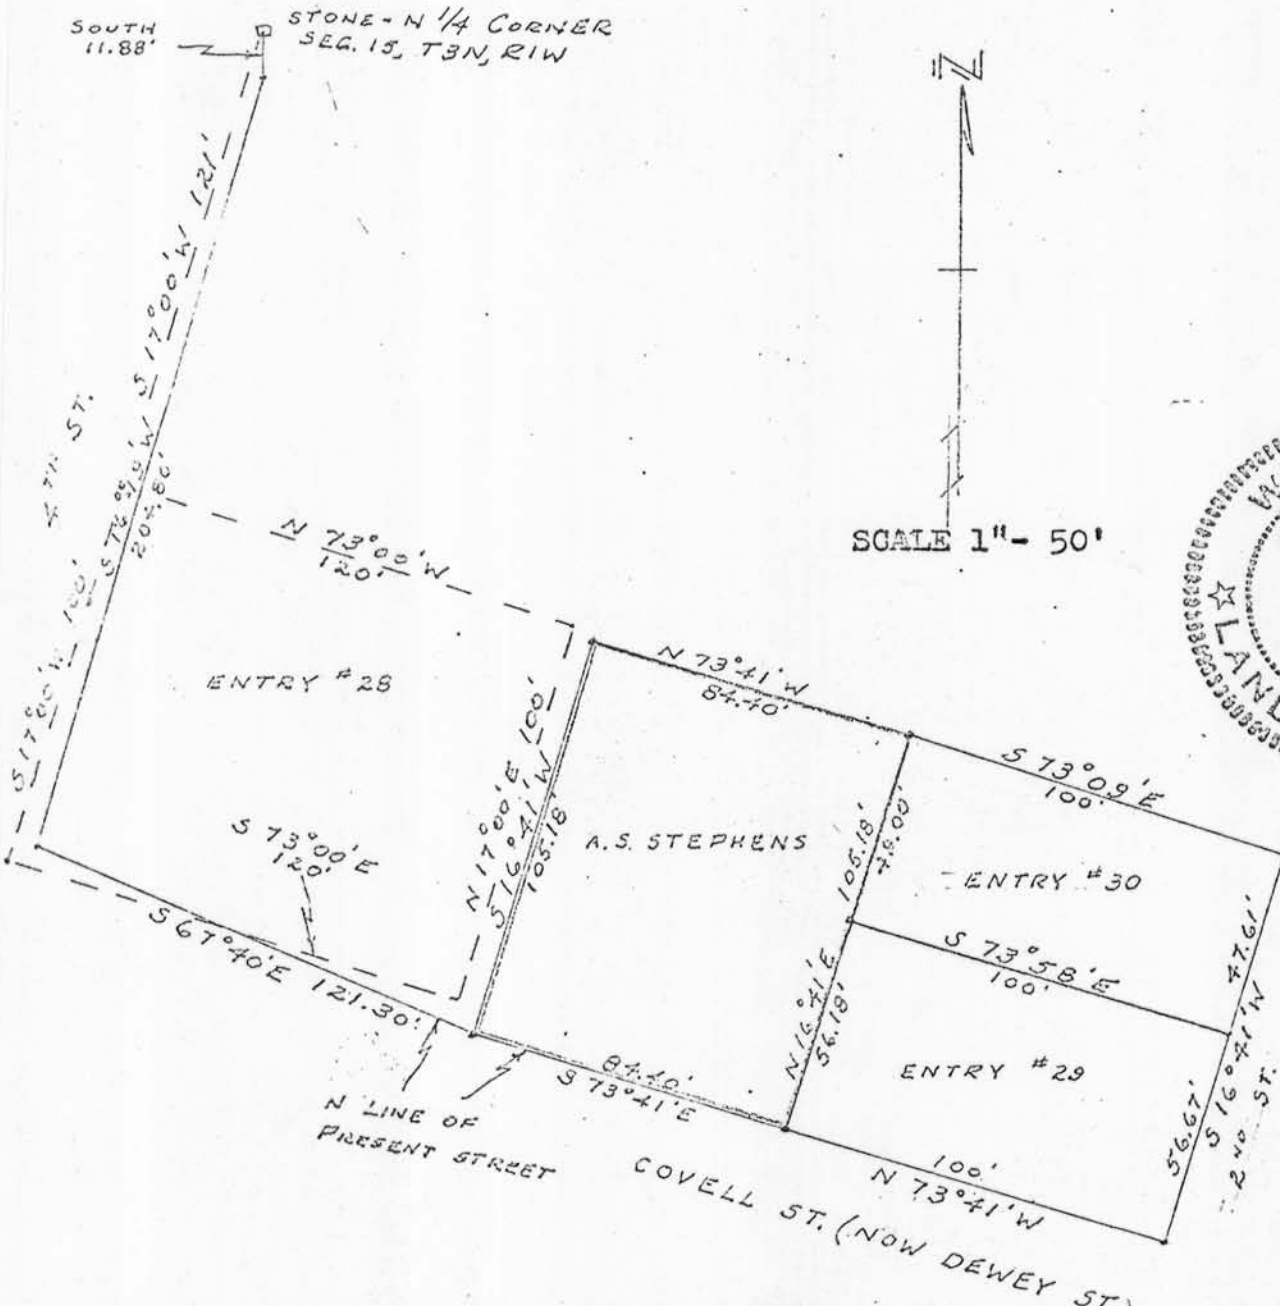 SOUTH
11.88'
STONE - N 1/4 CORNER
SEC. 15, T3N, R1W
N
SCALE 1"- 50'
S 17°00' W 121'
S 16°19' W
204.80'
4TH ST.
S 17°00' W 100'
N 73°00' W
120'
ENTRY #28
S 73°00' E
120'
N 17°00' E 100'
S 16°41' W
105.18
S 67°40'E 121.30'
N LINE OF
PRESENT STREET
N 73°41' W
84.40'
A.S. STEPHENS
84.40'
S 73°41' E
105.18'
49.00'
N 16°41' E
56.18'
S 73°09' E
100'
ENTRY #30
S 73°58' E
100'
ENTRY #29
47.61'
S 16°41' W
56.67'
2ND ST.
100'
N 73°41' W
COVELL ST. (NOW DEWEY ST.)
LAND